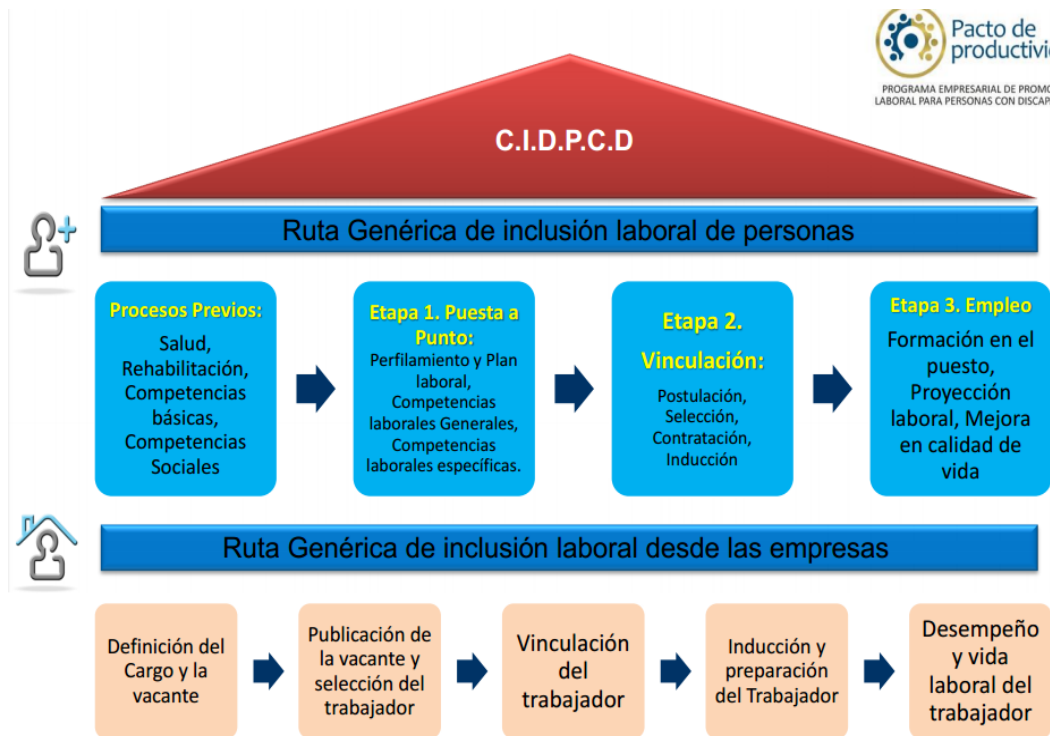 Pacto de
PROGRAMA EMPRESARIAL DE
LABORAL PARA PERSONAS CON
C.I.D.P.C.D
Ruta Genérica de inclusión laboral de personas
Procesos Previos:
Salud,
Rehabilitación,
Competencias
básicas,
Competencias
Sociales
Etapa 1. Puesta a
Punto:
Perfilamiento y Plan
laboral,
Competencias
laborales Generales,
Competencias
laborales específicas.
Etapa 2.
Vinculación:
Postulación,
Selección,
Contratación,
Inducción
Etapa 3. Empleo
Formación en el
puesto,
Proyección
laboral, Mejora
en calidad de
vida
Ruta Genérica de inclusión laboral desde las empresas
Definición del
Cargo y la
vacante
Publicación de
la vacante y
selección del
trabajador
Vinculación
del
trabajador
Inducción y
preparación
del Trabajador
Desempeño
y vida
laboral del
trabajador